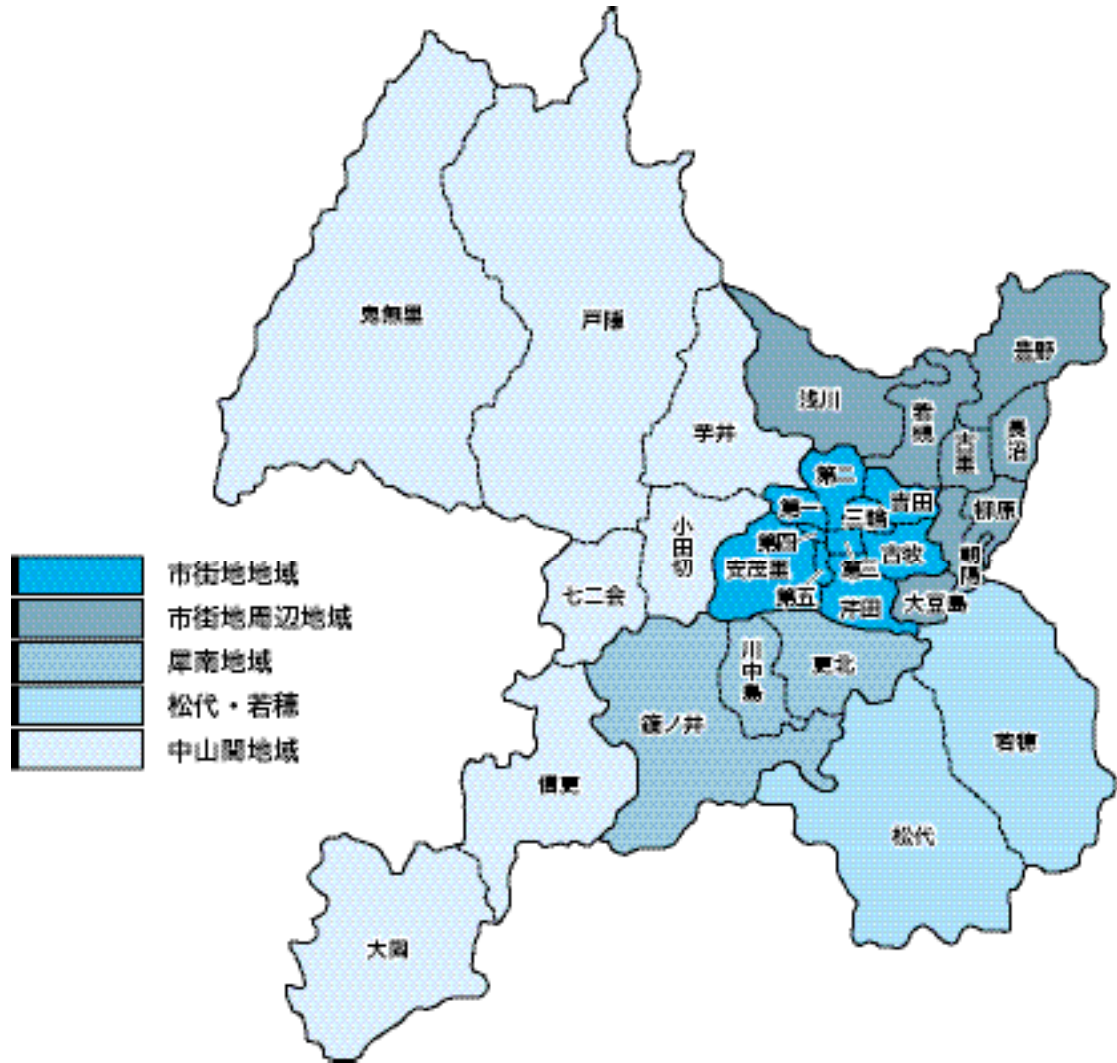 鬼無里
戸隠
豊野
浅川
若槻
長沼
古里
芋井
第二
吉田
柳原
第一
三輪
小田切
第四
古牧
朝陽
安茂里
第三
七二会
第五
芹田
大豆島
川中島
更北
篠ノ井
若穂
信更
松代
大岡
市街地地域
市街地周辺地域
犀南地域
松代・若穂
中山間地域